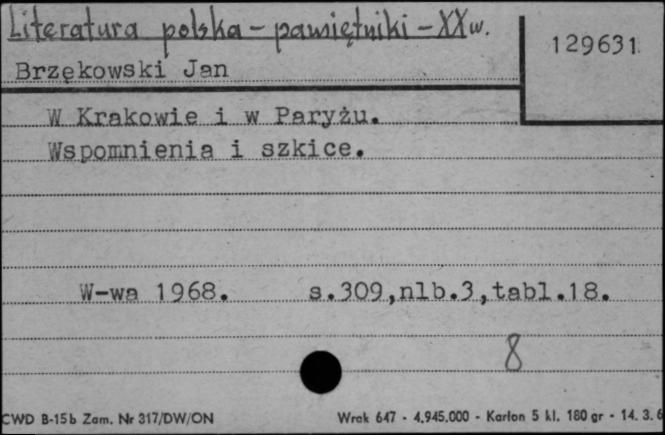 Literatura polska - pamiętniki - XX w.
129631
Brzękowski Jan
W Krakowie i w Paryżu.
Wspomnienia i szkice.
W-wa 1968. s.309,nlb.3,tabl.18.
8
CWD B-15b Zam. Nr 317/DW/ON Wrak 647 - 4.945.000 - Karton 5 kl. 180 gr - 14. 3. 6